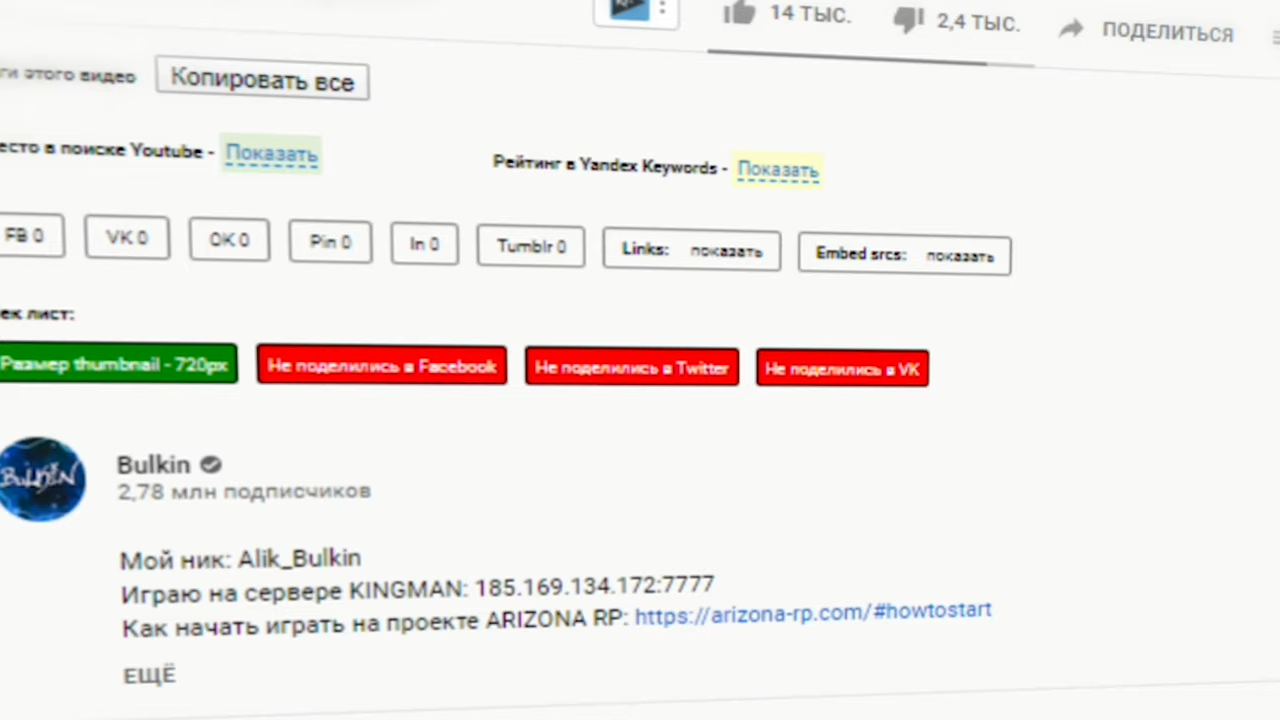 14 ТЫС. 2,4 ТЫС. ПОДЕЛИТЬСЯ
этого видео Копировать все
в поиске Youtube - Показать Рейтинг в Yandex Keywords - Показать
FB 0 VK 0 OK 0 Pin 0 In 0 Tumblr 0 Links: показать Embed srcs: показать
лист:
Размер thumbnail - 720px Не поделились в Facebook Не поделились в Twitter Не поделились в VK
BULKIN
Bulkin
2,78 млн подписчиков
Мой ник: Alik_Bulkin
Играю на сервере KINGMAN: 185.169.134.172:7777
Как начать играть на проекте ARIZONA RP: https://arizona-rp.com/#howtostart
ЕЩЁ